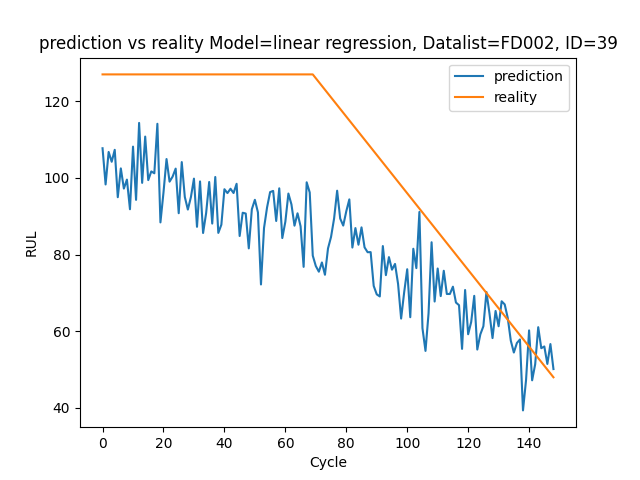 prediction vs reality Model=linear regression, Datalist=FD002, ID=39
prediction
reality
120
100
80
60
40
RUL
0 20 40 60 80 100 120 140
Cycle